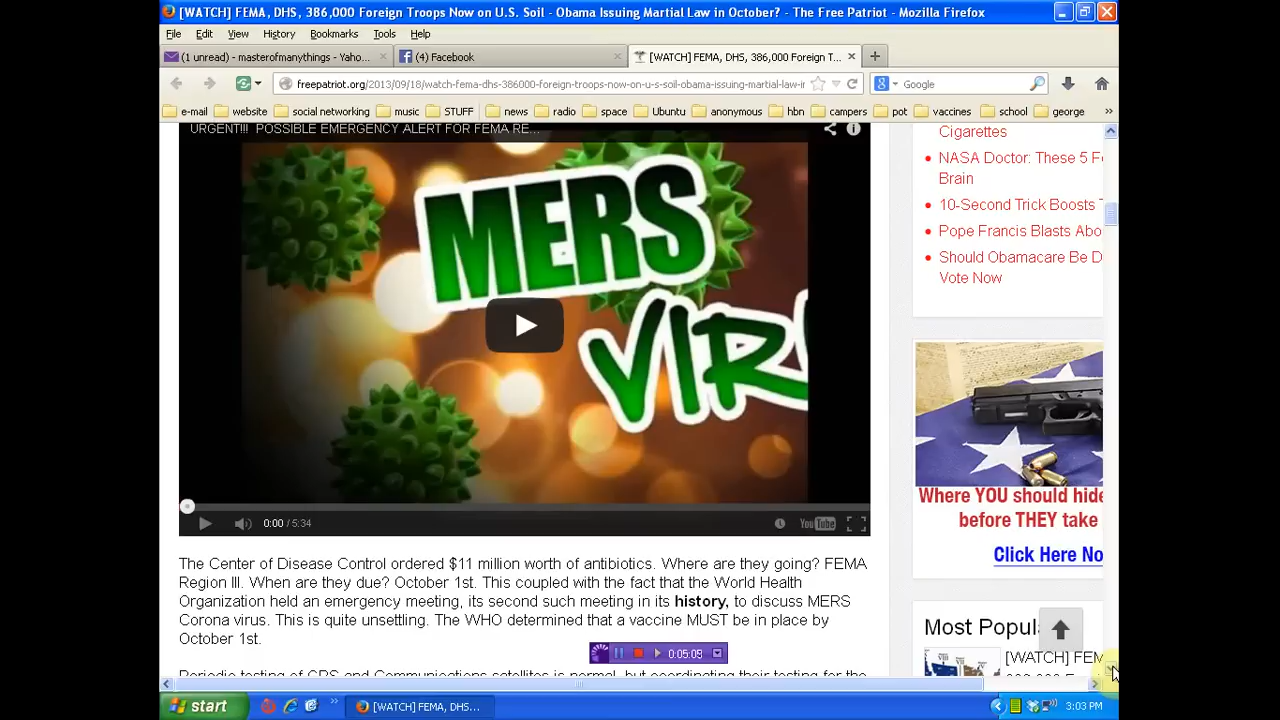 [WATCH] FEMA, DHS, 386,000 Foreign Troops Now on U.S. Soil - Obama Issuing Martial Law in October? - The Free Patriot - Mozilla Firefox
File Edit View History Bookmarks Tools Help
(1 unread) - masterofmanythings - Yaho...
(4) Facebook
[WATCH] FEMA, DHS, 386,000 Foreign T...
freepatriot.org/2013/09/18/watch-fema-dhs-386000-foreign-troops-now-on-u-s-soil-obama-issuing-martial-law-ir
Google
e-mail website social networking music STUFF news radio space Ubuntu anonymous hbn campers pot vaccines school george
URGENT!!! POSSIBLE EMERGENCY ALERT FOR FEMA RE...
MERS
VIR
0:00 / 5:34
YouTube
The Center of Disease Control ordered $11 million worth of antibiotics. Where are they going? FEMA
Region III. When are they due? October 1st. This coupled with the fact that the World Health
Organization held an emergency meeting, its second such meeting in its history, to discuss MERS
Corona virus. This is quite unsettling. The WHO determined that a vaccine MUST be in place by
October 1st.
Cigarettes
NASA Doctor: These 5 F
Brain
10-Second Trick Boosts T
Pope Francis Blasts Abo
Should Obamacare Be D
Vote Now
Where YOU should hide
before THEY take
Click Here No
Most Popul
[WATCH] FEM
0:05:09
start
[WATCH] FEMA, DHS...
3:03 PM